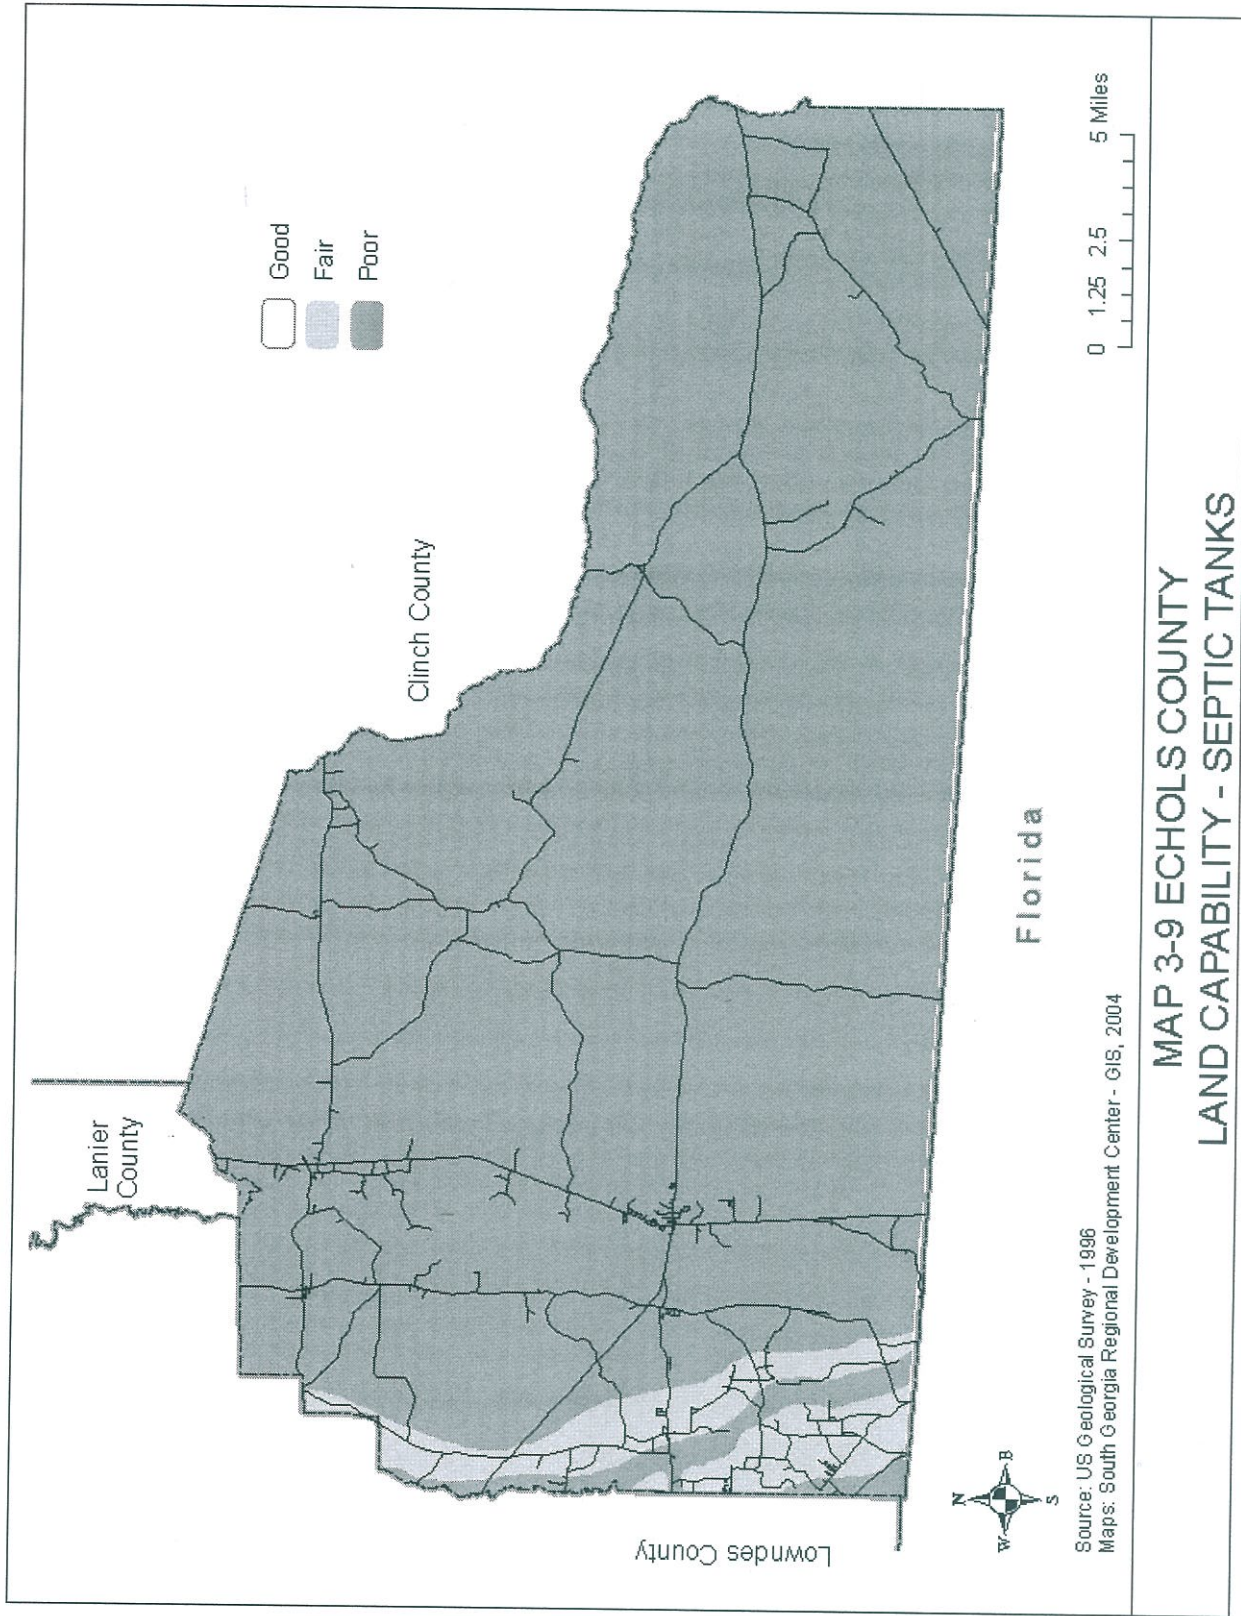 Lanier
County
Good
Fair
Poor
Clinch County
Florida
Lowndes County
0 1.25 2.5 5 Miles
N
W
E
S
Source: US Geological Survey - 1996
Maps: South Georgia Regional Development Center - GIS, 2004
MAP 3-9 ECHOLS COUNTY
LAND CAPABILITY - SEPTIC TANKS